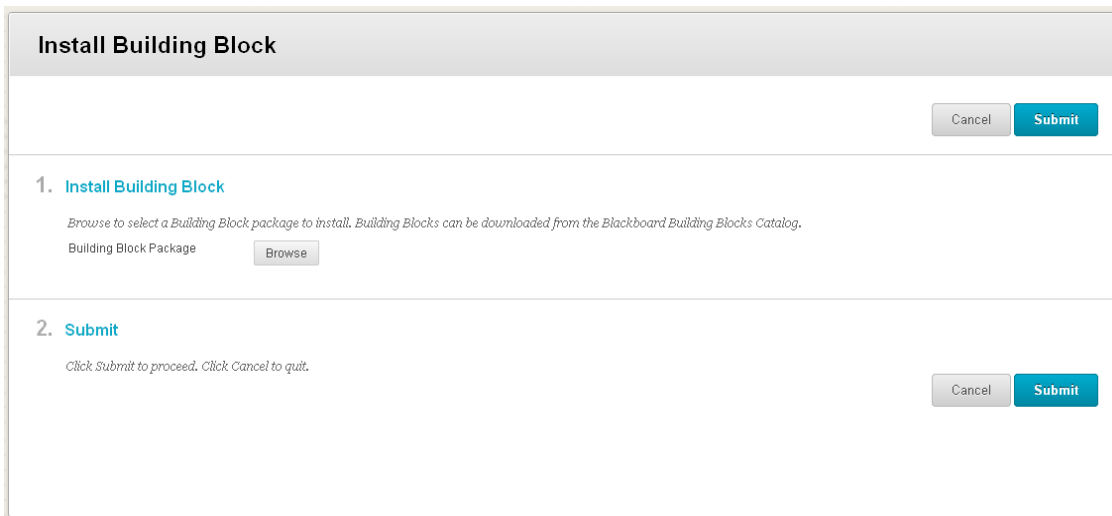 Install Building Block
Cancel Submit
1. Install Building Block
Browse to select a Building Block package to install. Building Blocks can be downloaded from the Blackboard Building Blocks Catalog.
Building Block Package Browse
2. Submit
Click Submit to proceed. Click Cancel to quit.
Cancel Submit